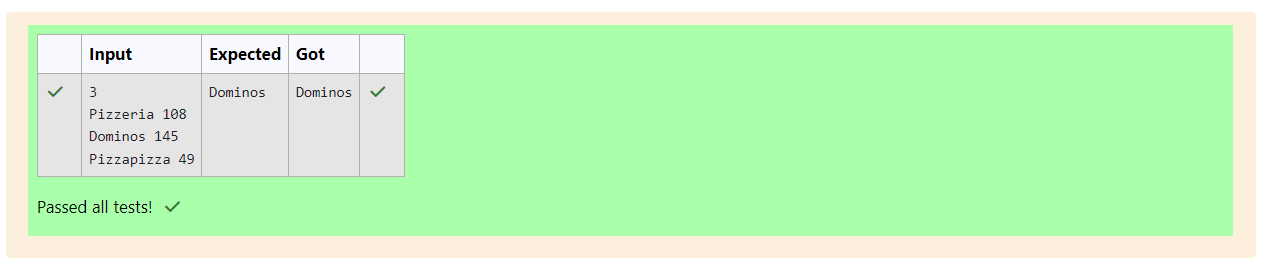 Input Expected Got
3 Dominos Dominos
Pizzeria 108
Dominos 145
Pizzapizza 49
Passed all tests!